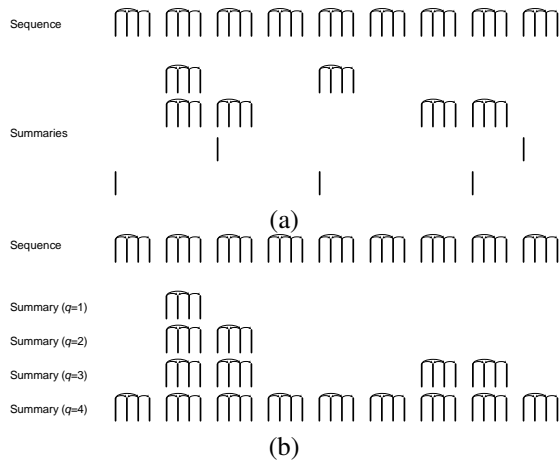 Sequence
Summaries
(a)
Sequence
Summary (q=1)
Summary (q=2)
Summary (q=3)
Summary (q=4)
(b)